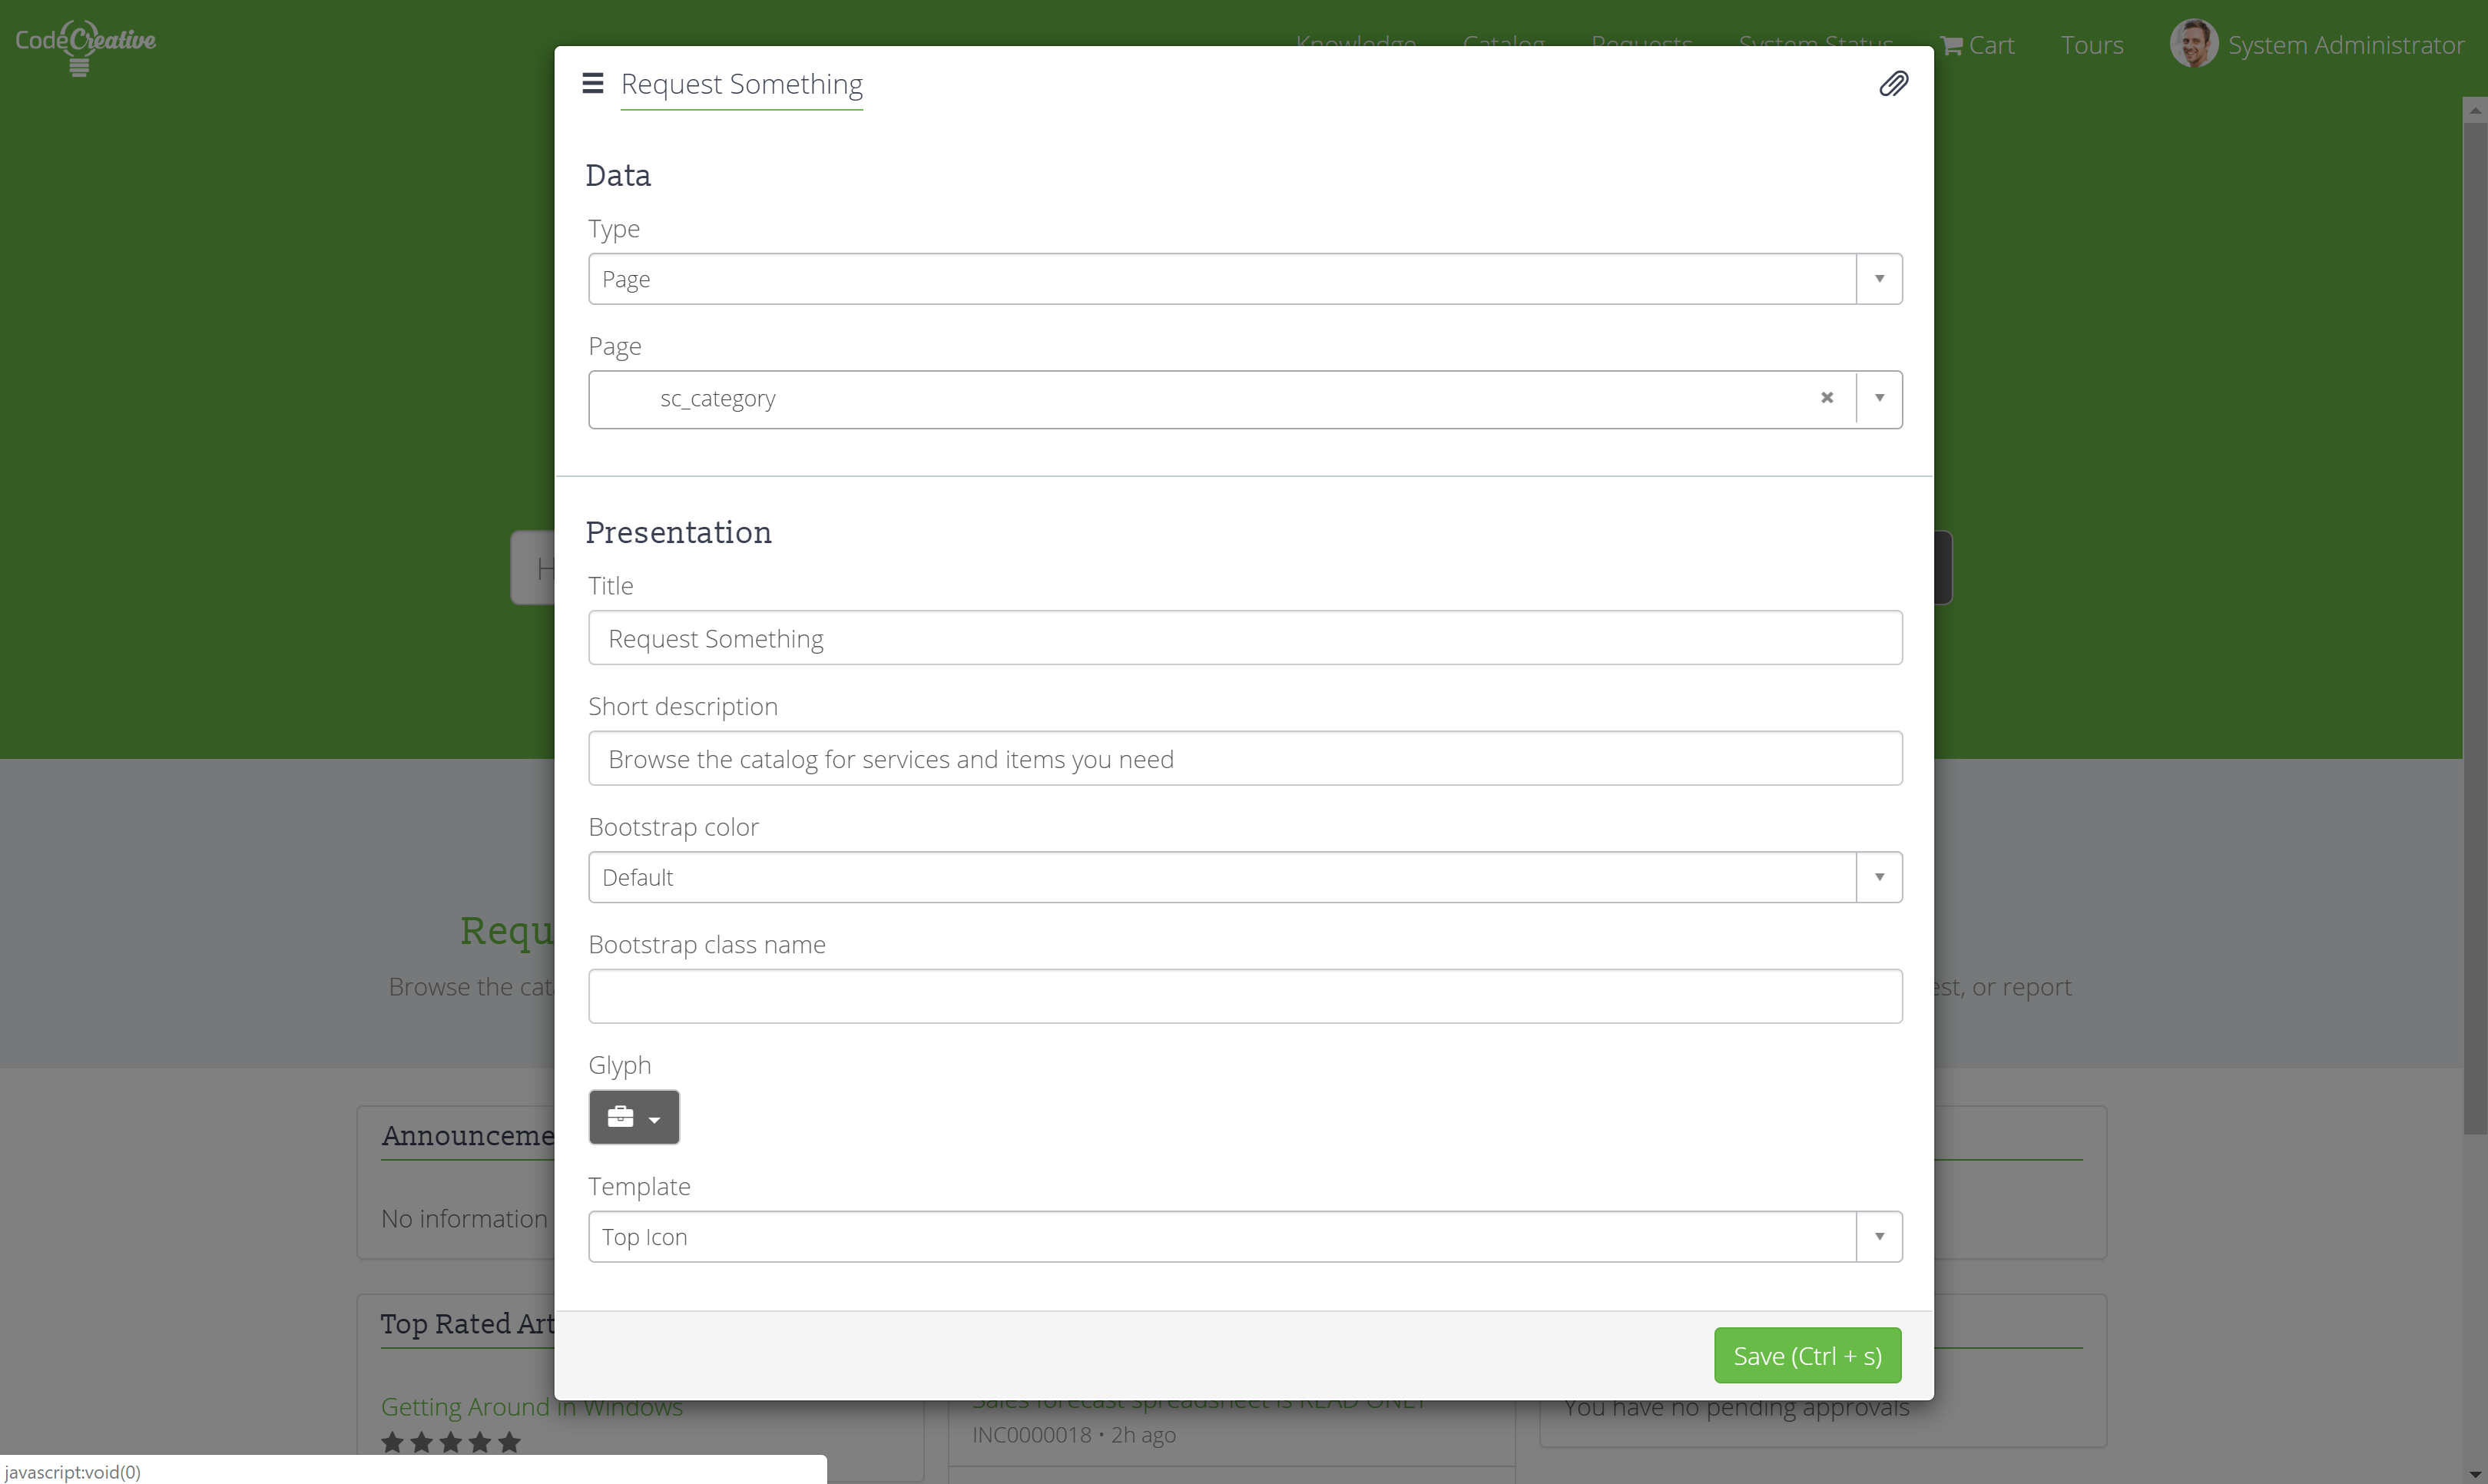 CodeCreative
Knowledge Catalog Requests System Status Cart Tours System Administrator
Request Something
Data
Type
Page
Page
sc_category
Presentation
H
Title
Request Something
Short description
Browse the catalog for services and items you need
Bootstrap color
Default
Requ
Bootstrap class name
Browse the cat
est, or report
Glyph
Announceme
Template
No information
Top Icon
Top Rated Art
Save (Ctrl + s)
Getting Around in Windows
Sales forecast spreadsheet is READ ONLY
You have no pending approvals
INC0000018 • 2h ago
javascript:void(0)